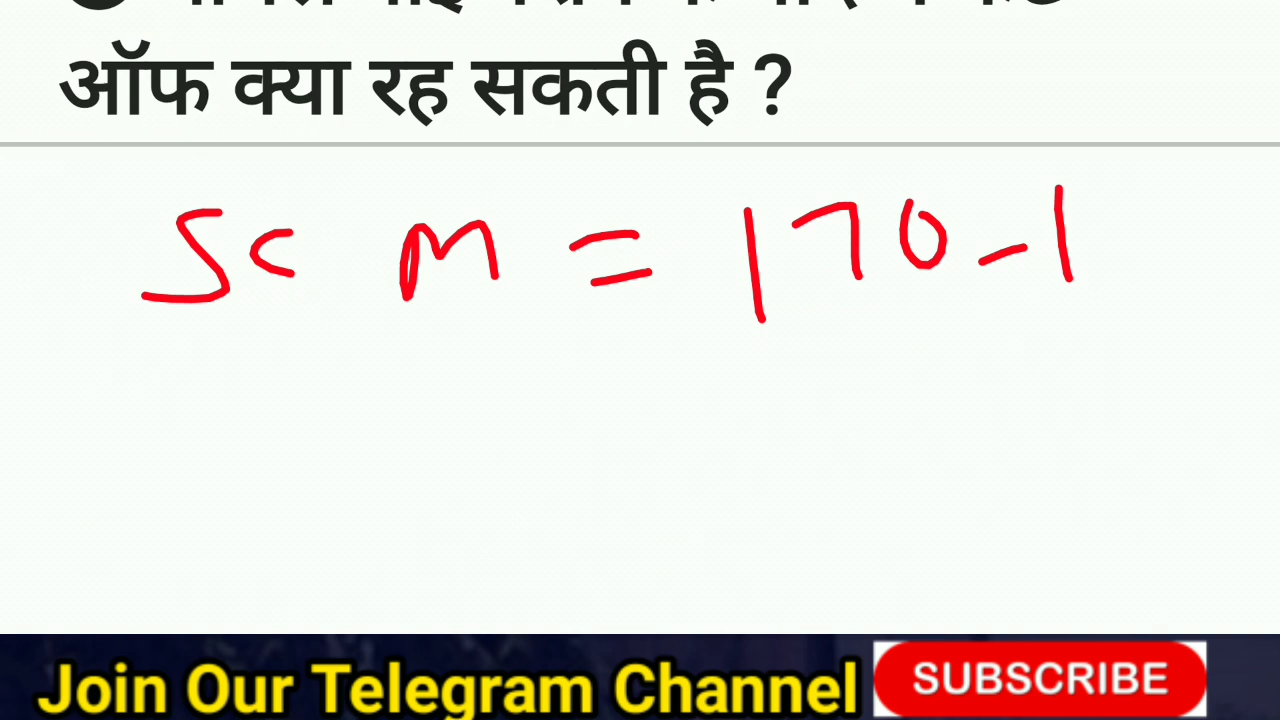 ऑफ क्या रह सकती है ?
SC M = 170-1
Join Our Telegram Channel
SUBSCRIBE